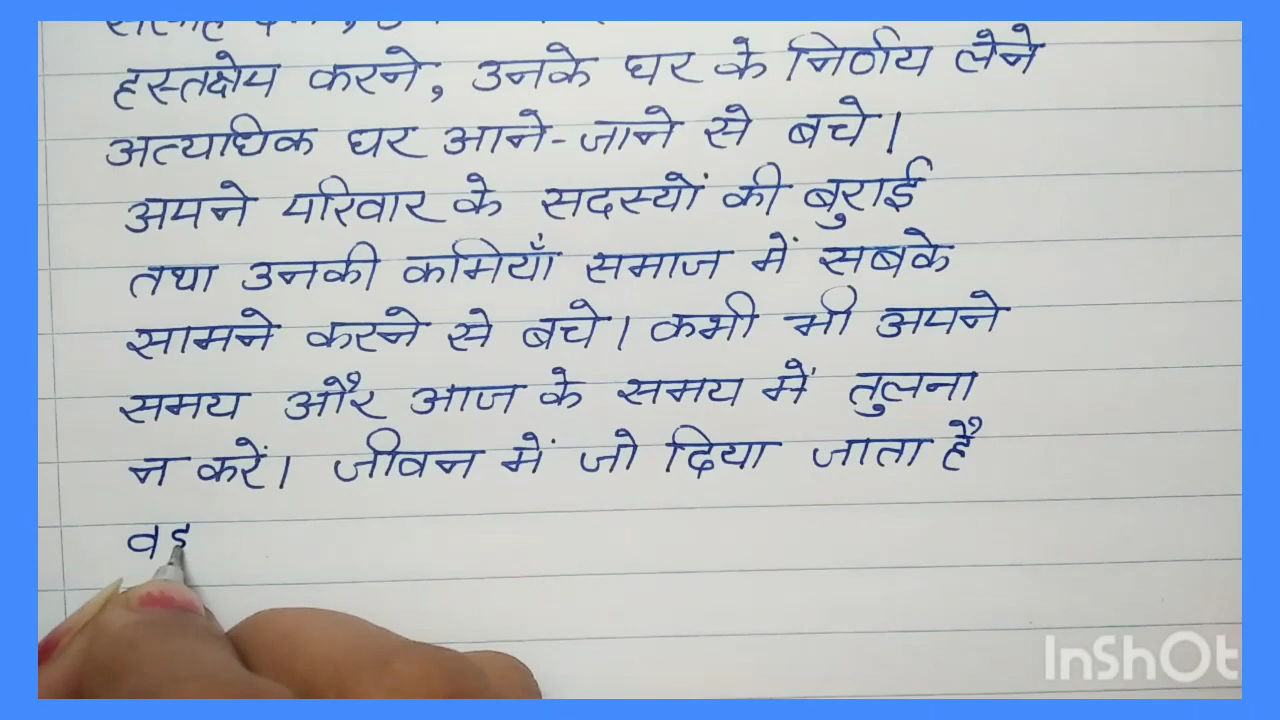 हस्तक्षेप करने, उनके घर के निर्णय लेने
अत्यधिक घर आने-जाने से बचे।
अपने परिवार के सदस्यों की बुराई
तथा उनकी कमियाँ समाज में सबके
सामने करने से बचे। कभी भी अपने
समय और आज के समय में तुलना
न करें। जीवन में जो दिया जाता है
वह
InShOt